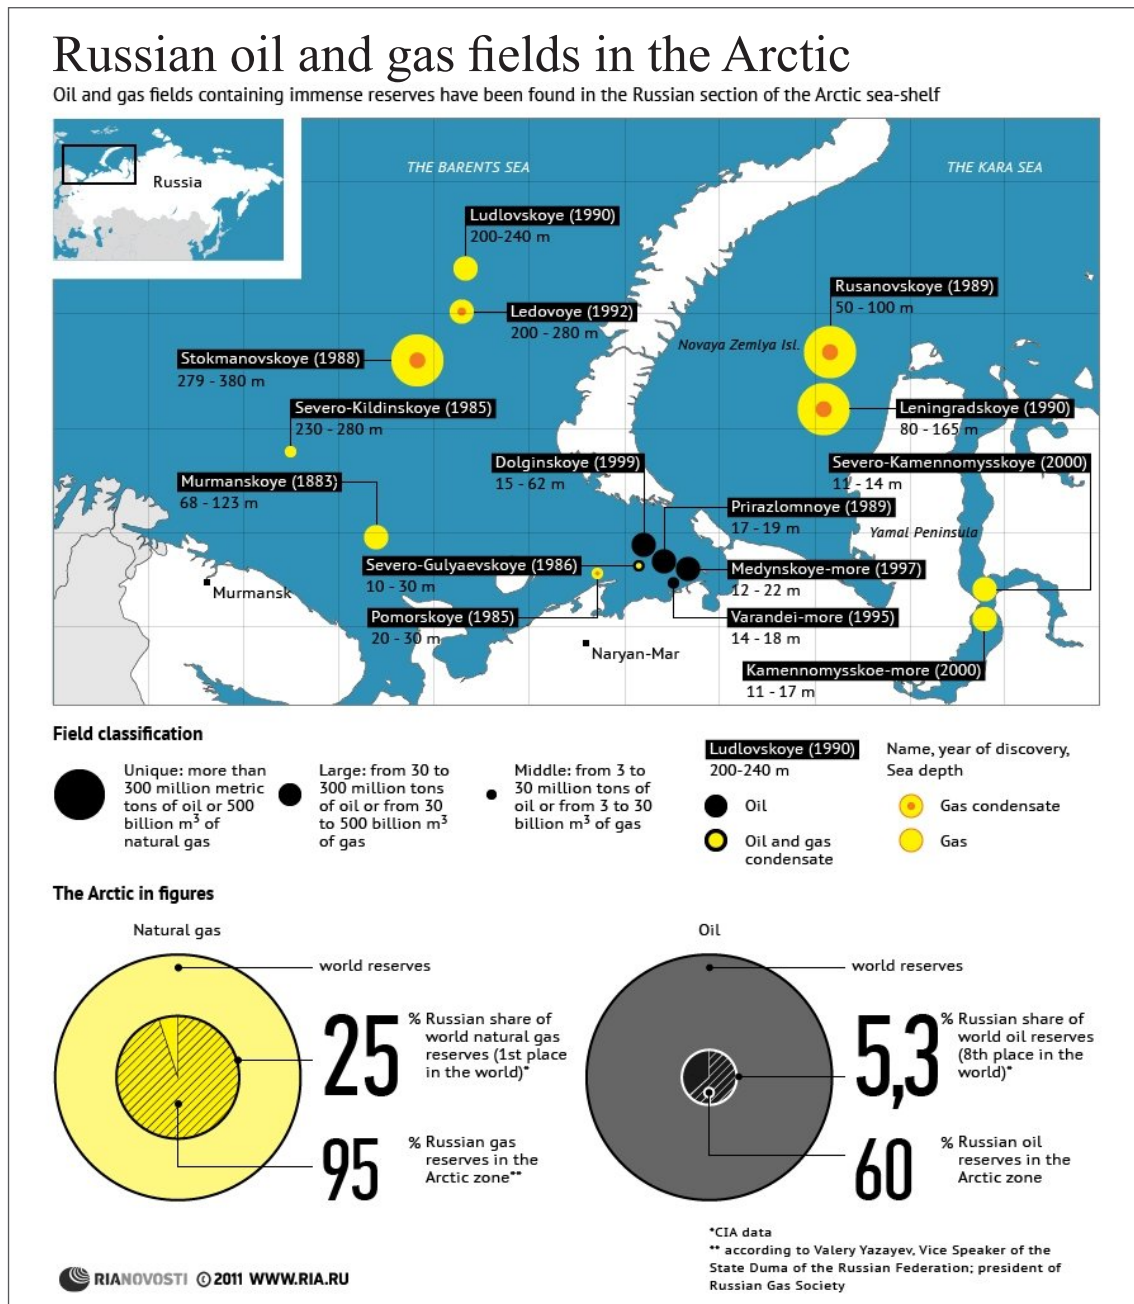 Russian oil and gas fields in the Arctic
Oil and gas fields containing immense reserves have been found in the Russian section of the Arctic sea-shelf
Russia
THE BARENTS SEA
THE KARA SEA
Ludlovskoye (1990)
200-240 m
Ledovoye (1992)
200 - 280 m
Rusanovskoye (1989)
50 - 100 m
Novaya Zemlya Isl.
Stokmanovskoye (1988)
279 - 380 m
Severo-Kildinskoye (1985)
230 - 280 m
Leningradskoye (1990)
80 - 165 m
Dolginskoye (1999)
15 - 62 m
Severo-Kamennomysskoye (2000)
11 - 14 m
Murmanskoye (1883)
68 - 123 m
Prirazlomnoye (1989)
17 - 19 m
Yamal Peninsula
Severo-Gulyaevskoye (1986)
10 - 30 m
Medynskoye-more (1997)
12 - 22 m
Murmansk
Pomorskoye (1985)
20 - 30 m
Varandei-more (1995)
14 - 18 m
Naryan-Mar
Kamennomysskoe-more (2000)
11 - 17 m
Field classification
Unique: more than
300 million metric
tons of oil or 500
billion m³ of
natural gas
Large: from 30 to
300 million tons
of oil or from 30
to 500 billion m³
of gas
Middle: from 3 to
30 million tons of
oil or from 3 to 30
billion m³ of gas
Ludlovskoye (1990)
200-240 m
Name, year of discovery,
Sea depth
Oil
Gas condensate
Oil and gas
condensate
Gas
The Arctic in figures
Natural gas
world reserves
25
% Russian share of
world natural gas
reserves (1st place
in the world)*
95
% Russian gas
reserves in the
Arctic zone**
Oil
world reserves
5,3
% Russian share of
world oil reserves
(8th place in the
world)*
60
% Russian oil
reserves in the
Arctic zone
*CIA data
** according to Valery Yazayev, Vice Speaker of the
State Duma of the Russian Federation; president of
Russian Gas Society
RIANOVOSTI © 2011 WWW.RIA.RU